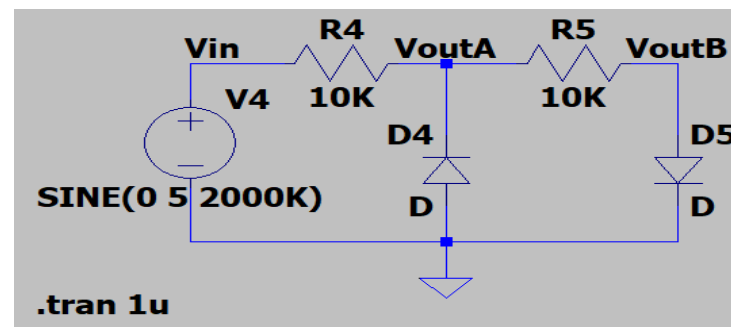 R4 R5
Vin VoutA VoutB
V4 10K 10K
D4 D5
SINE(0 5 2000K) D D
.tran 1u